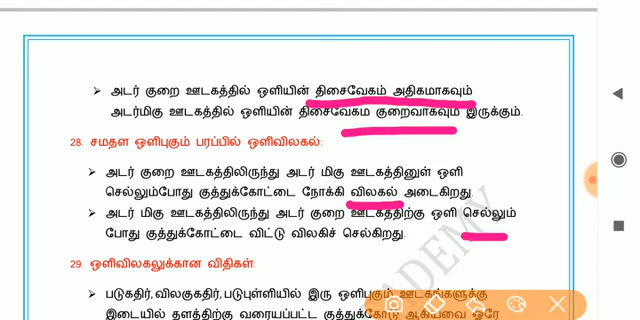 ➢ அடர் குறை ஊடகத்தில் ஒளியின் திசைவேகம் அதிகமாகவும்
அடர்மிகு ஊடகத்தில் ஒளியின் திசைவேகம் குறைவாகவும் இருக்கும்.
28. சமதள ஒளிபுகும் பரப்பில் ஒளிவிலகல்:
➢ அடர் குறை ஊடகத்திலிருந்து அடர் மிகு ஊடகத்தினுள் ஒளி
செல்லும்போது குத்துக்கோட்டை நோக்கி விலகல் அடைகிறது.
➢ அடர் மிகு ஊடகத்திலிருந்து அடர் குறை ஊடகத்திற்கு ஒளி செல்லும்
போது குத்துக்கோட்டை விட்டு விலகிச் செல்கிறது.
29. ஒளிவிலகலுக்கான விதிகள்:
➢ படுகதிர், விலகுகதிர், படுபுள்ளியில் இரு ஒளிபுகும் ஊடகங்களுக்கு
இடையில் தளத்திற்கு வரையப்பட்ட குத்துக்கோடு ஆகியவை ஒரே
ACADEMY